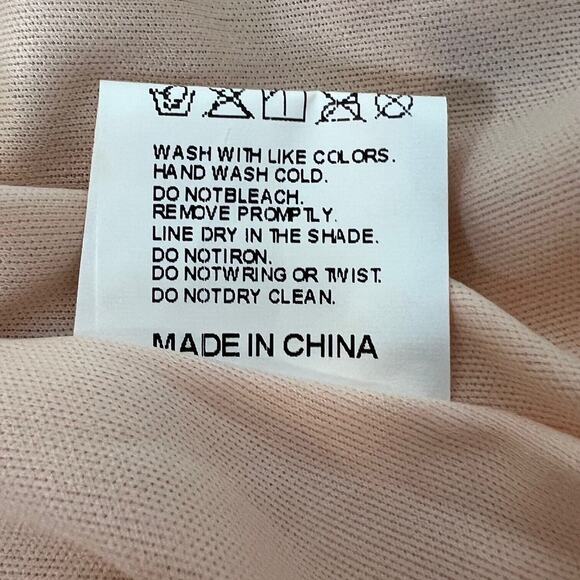 WASH WITH LIKE COLORS.
HAND WASH COLD.
DO NOTBLEACH.
REMOVE PROMPTLY.
LINE DRY IN THE SHADE.
DO NOTIRON.
DO NOTWRING OR TWIST.
DO NOTDRY CLEAN.
MADE IN CHINA